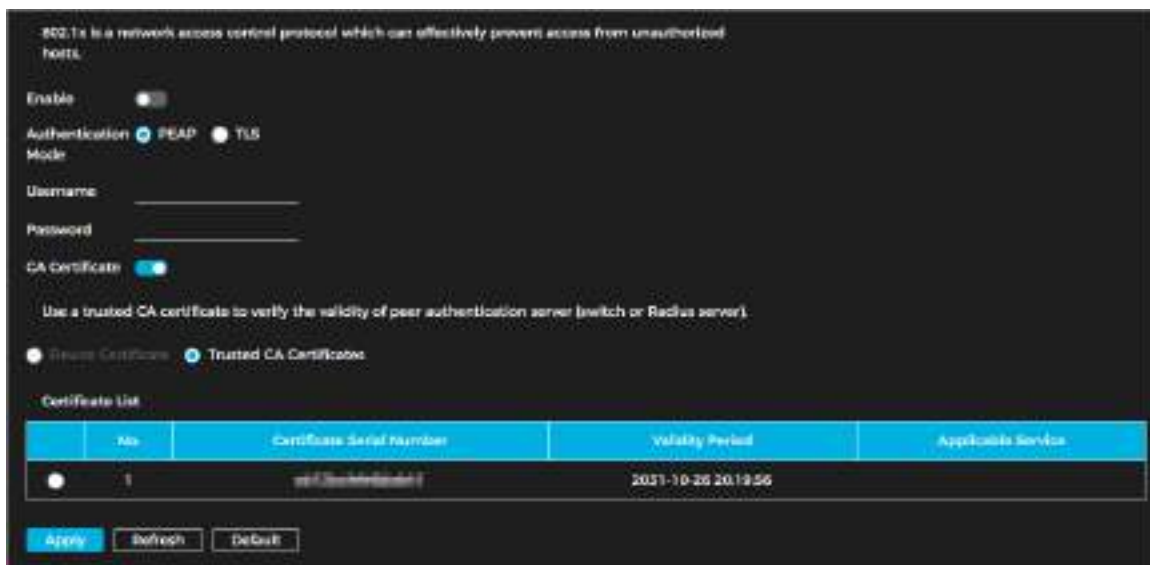 802.1x is a network access control protocol which can effectively prevent access from unauthorized
hosts.
Enable
Authentication PEAP TLS
Mode
Username
Password
CA Certificate
Use a trusted CA certificate to verify the validity of peer authentication server (switch or Radius server).
Device Certificate Trusted CA Certificates
Certificate List
No. Certificate Serial Number Validity Period Applicable Service
1 2031-10-26 20:19:56
Apply Refresh Default